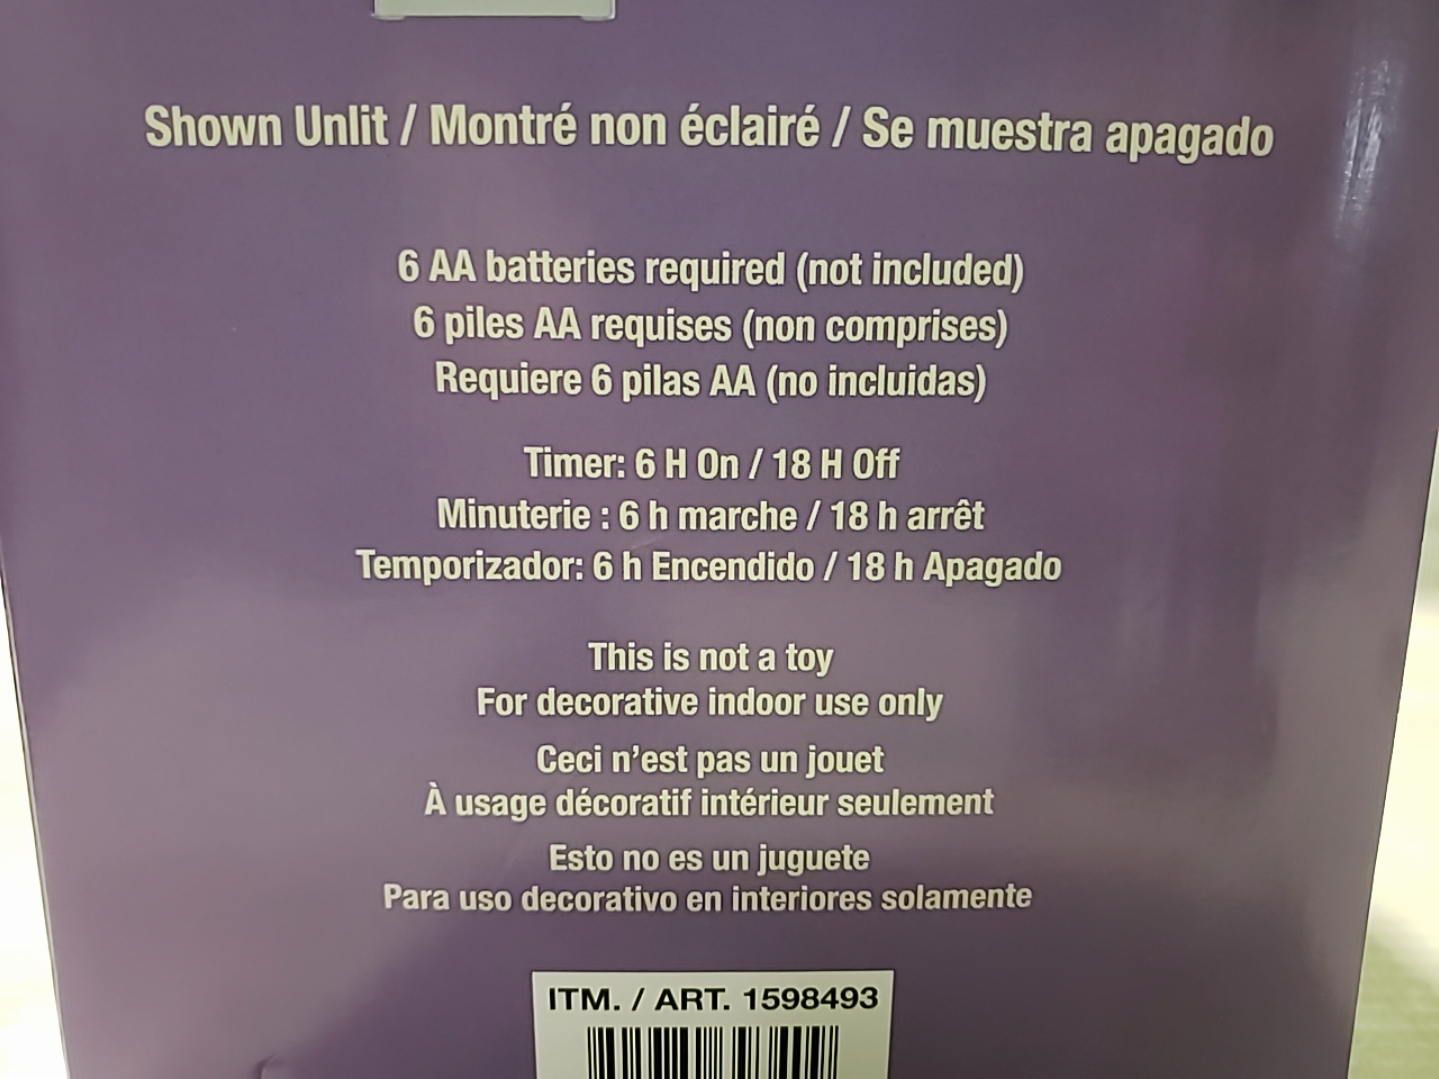 Shown Unlit / Montré non éclairé / Se muestra apagado
6 AA batteries required (not included)
6 piles AA requises (non comprises)
Requiere 6 pilas AA (no incluidas)
Timer: 6 H On / 18 H Off
Minuterie : 6 h marche / 18 h arrêt
Temporizador: 6 h Encendido / 18 h Apagado
This is not a toy
For decorative indoor use only
Ceci n’est pas un jouet
À usage décoratif intérieur seulement
Esto no es un juguete
Para uso decorativo en interiores solamente
ITM. / ART. 1598493